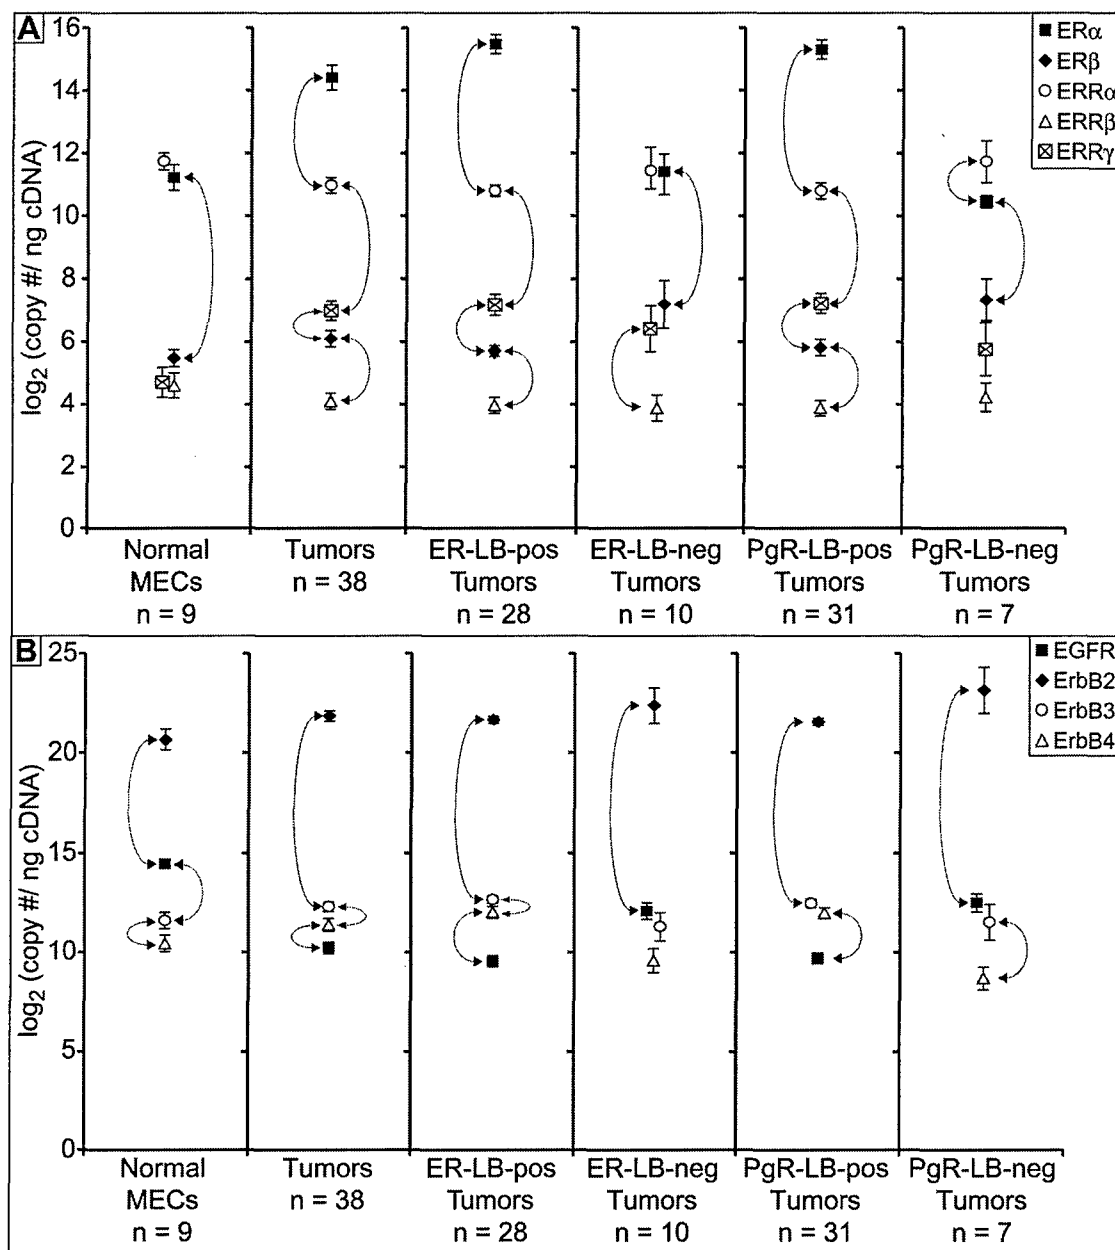 A
16
14
12
10
8
6
4
2
0
log2 (copy #/ ng cDNA)
ERα
ERβ
ERRα
ERRβ
ERRγ
Normal MECs n = 9
Tumors n = 38
ER-LB-pos Tumors n = 28
ER-LB-neg Tumors n = 10
PgR-LB-pos Tumors n = 31
PgR-LB-neg Tumors n = 7
B
25
20
15
10
5
0
log2 (copy #/ ng cDNA)
EGFR
ErbB2
ErbB3
ErbB4
Normal MECs n = 9
Tumors n = 38
ER-LB-pos Tumors n = 28
ER-LB-neg Tumors n = 10
PgR-LB-pos Tumors n = 31
PgR-LB-neg Tumors n = 7